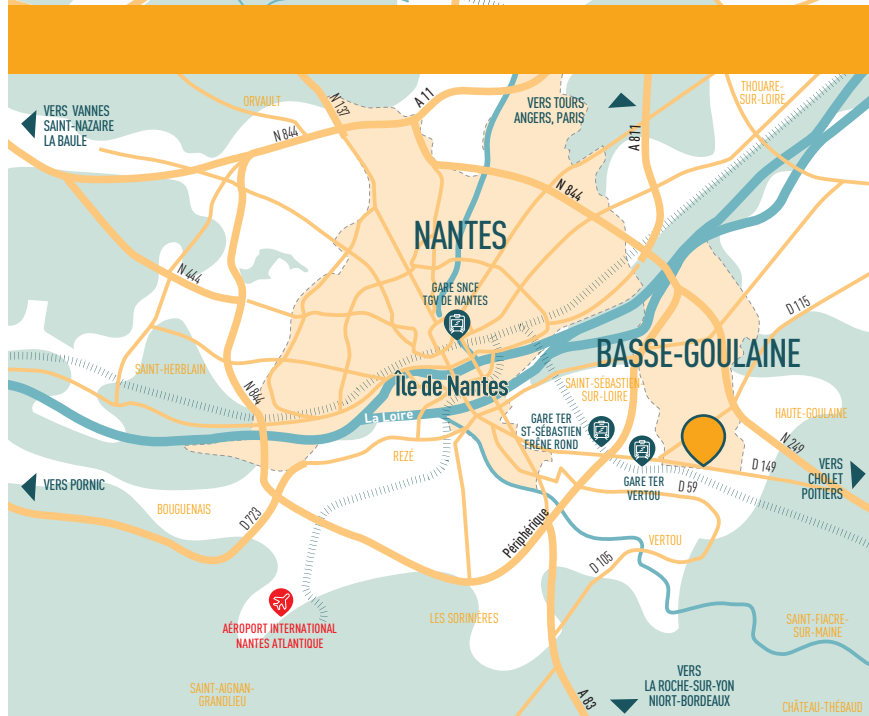 ORVAULT
N 137
A 11
VERS VANNES
SAINT-NAZAIRE
LA BAULE
N 844
VERS TOURS
ANGERS, PARIS
A 811
THOUARE-
SUR-LOIRE
N 844
NANTES
N 444
GARE SNCF
TGV DE NANTES
D 115
BASSE-GOULAINE
SAINT-HERBLAIN
Île de Nantes
SAINT-SÉBASTIEN
SUR-LOIRE
N 844
La Loire
GARE TER
ST-SÉBASTIEN
FRÊNE ROND
HAUTE-GOULAINE
N 249
REZÉ
D 149
VERS
CHOLET
POITIERS
GARE TER
VERTOU
D 59
VERS PORNIC
BOUGUENAIS
D 723
Périphérique
VERTOU
D 105
AÉROPORT INTERNATIONAL
NANTES ATLANTIQUE
LES SORINIÈRES
SAINT-FIACRE-
SUR-MAINE
SAINT-AIGNAN-
GRANDLIEU
A 83
VERS
LA ROCHE-SUR-YON
NIORT-BORDEAUX
CHÂTEAU-THÉBAUD